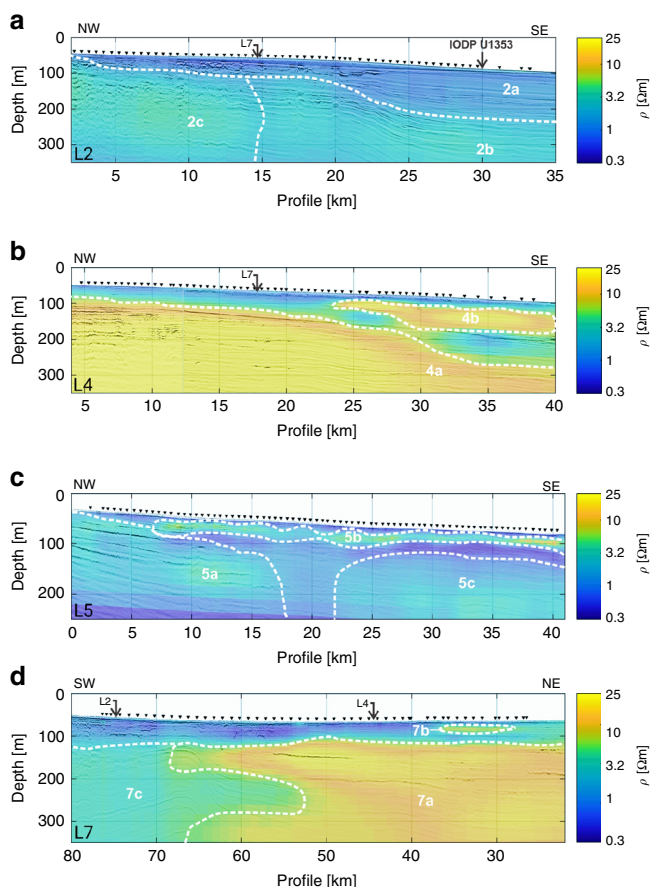 a
NW
L7
IODP U1353
SE
0
100
200
300
Depth [m]
2a
2c
2b
L2
5 10 15 20 25 30 35
Profile [km]
25
10
3.2
1
0.3
ρ [Ωm]
b
NW
L7
SE
0
100
200
300
Depth [m]
4b
4a
L4
5 10 15 20 25 30 35 40
Profile [km]
25
10
3.2
1
0.3
ρ [Ωm]
c
NW
SE
0
100
200
Depth [m]
5b
5a
5c
L5
0 5 10 15 20 25 30 35 40
Profile [km]
25
10
3.2
1
0.3
ρ [Ωm]
d
SW
L2
L4
NE
0
100
200
300
Depth [m]
7b
7c
7a
L7
80 70 60 50 40 30
Profile [km]
25
10
3.2
1
0.3
ρ [Ωm]